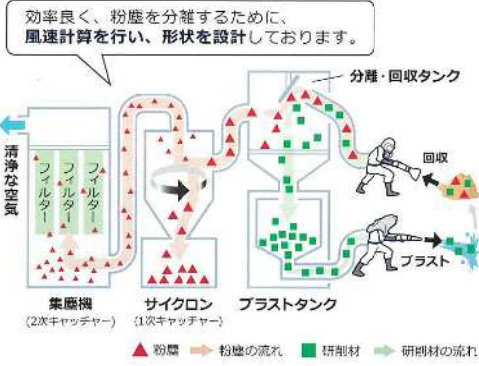 効率良く、粉塵を分離するために、
風速計算を行い、形状を設計しております。
分離・回収タンク
清浄な空気
フィルター
フィルター
フィルター
回収
ブラスト
集塵機
(2次キャッチャー)
サイクロン
(1次キャッチャー)
ブラストタンク
粉塵
粉塵の流れ
研削材
研削材の流れ